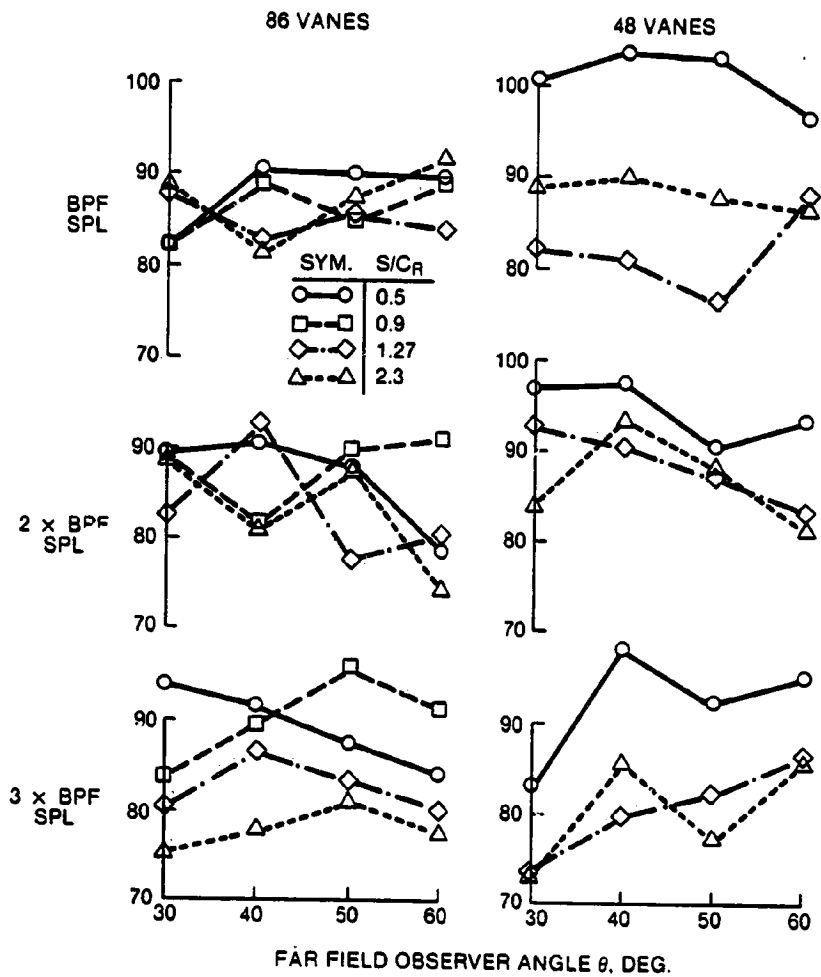 86 VANES
48 VANES
BPF
SPL
100
90
80
70
100
90
80
SYM. S/C_R
0.5
0.9
1.27
2.3
2 × BPF
SPL
90
80
70
100
90
80
70
3 × BPF
SPL
90
80
70
90
80
70
30 40 50 60
30 40 50 60
FAR FIELD OBSERVER ANGLE θ, DEG.